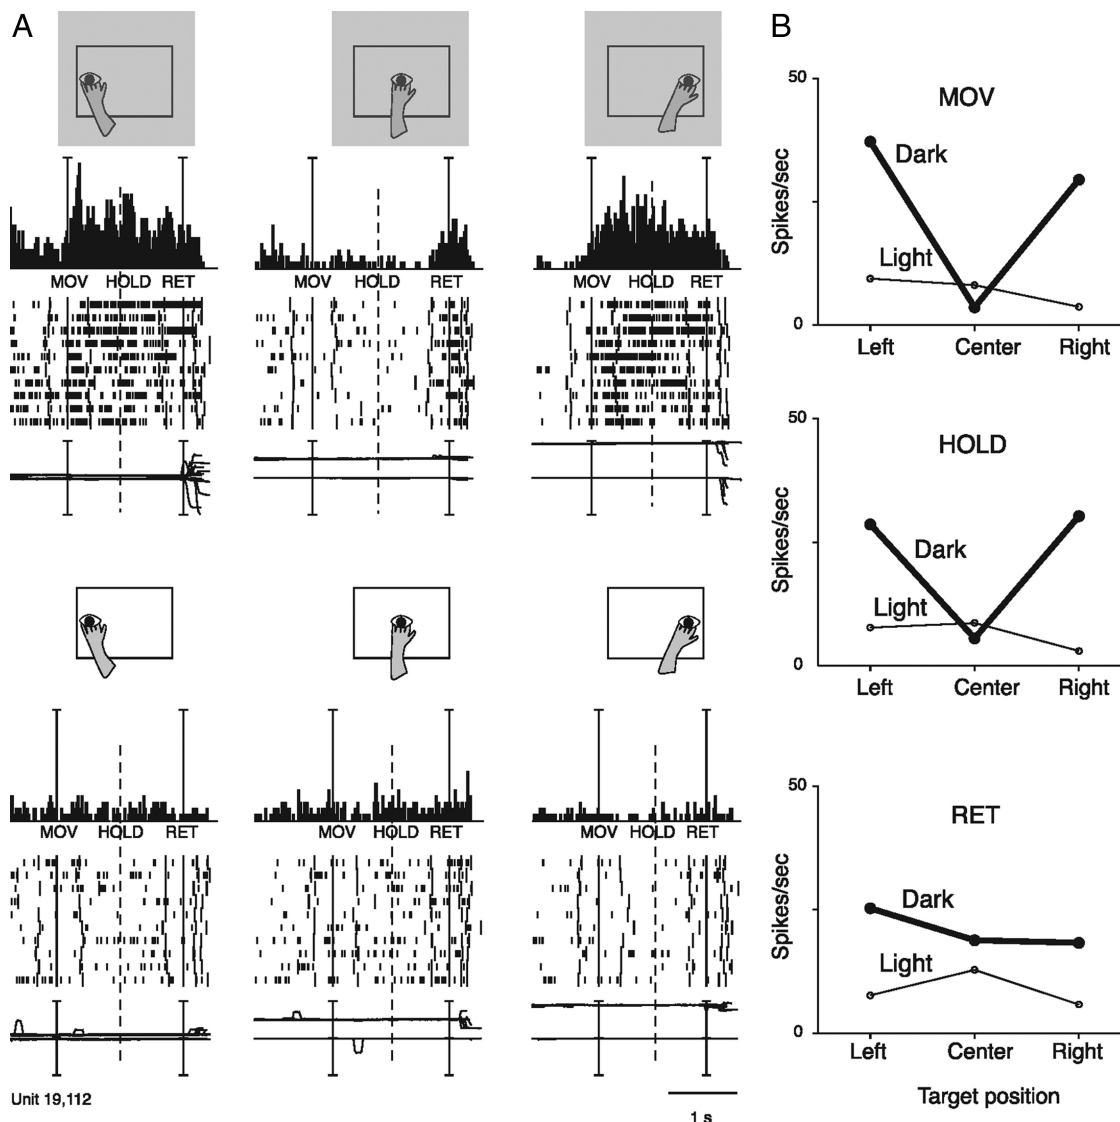 A
MOV HOLD RET
MOV HOLD RET
MOV HOLD RET
MOV HOLD RET
MOV HOLD RET
MOV HOLD RET
Unit 19,112
1 s
B
50
MOV
Dark
Spikes/sec
Light
0
Left Center Right
50
HOLD
Spikes/sec
Dark
Light
0
Left Center Right
50
RET
Spikes/sec
Dark
Light
0
Left Center Right
Target position